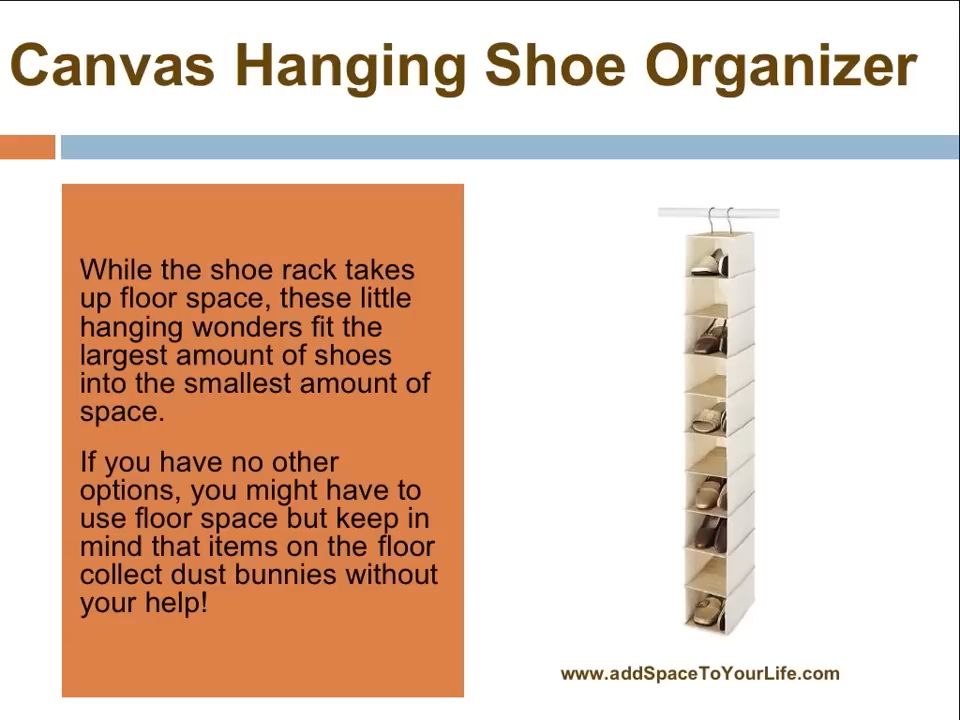 Canvas Hanging Shoe Organizer
While the shoe rack takes
up floor space, these little
hanging wonders fit the
largest amount of shoes
into the smallest amount of
space.
If you have no other
options, you might have to
use floor space but keep in
mind that items on the floor
collect dust bunnies without
your help!
www.addSpaceToYourLife.com